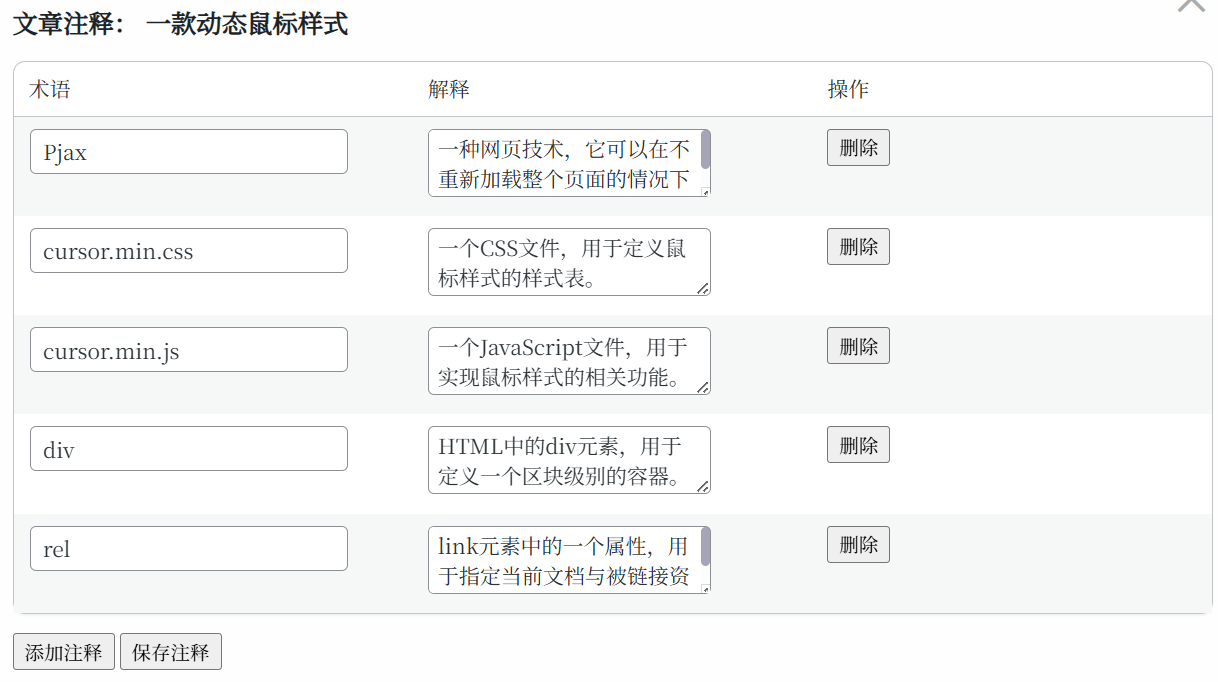 文章注释： 一款动态鼠标样式
术语 解释 操作
Pjax
一种网页技术，它可以在不
重新加载整个页面的情况下
删除
cursor.min.css
一个CSS文件，用于定义鼠
标样式的样式表。
删除
cursor.min.js
一个JavaScript文件，用于
实现鼠标样式的相关功能。
删除
div
HTML中的div元素，用于
定义一个区块级别的容器。
删除
rel
link元素中的一个属性，用
于指定当前文档与被链接资
删除
添加注释 保存注释